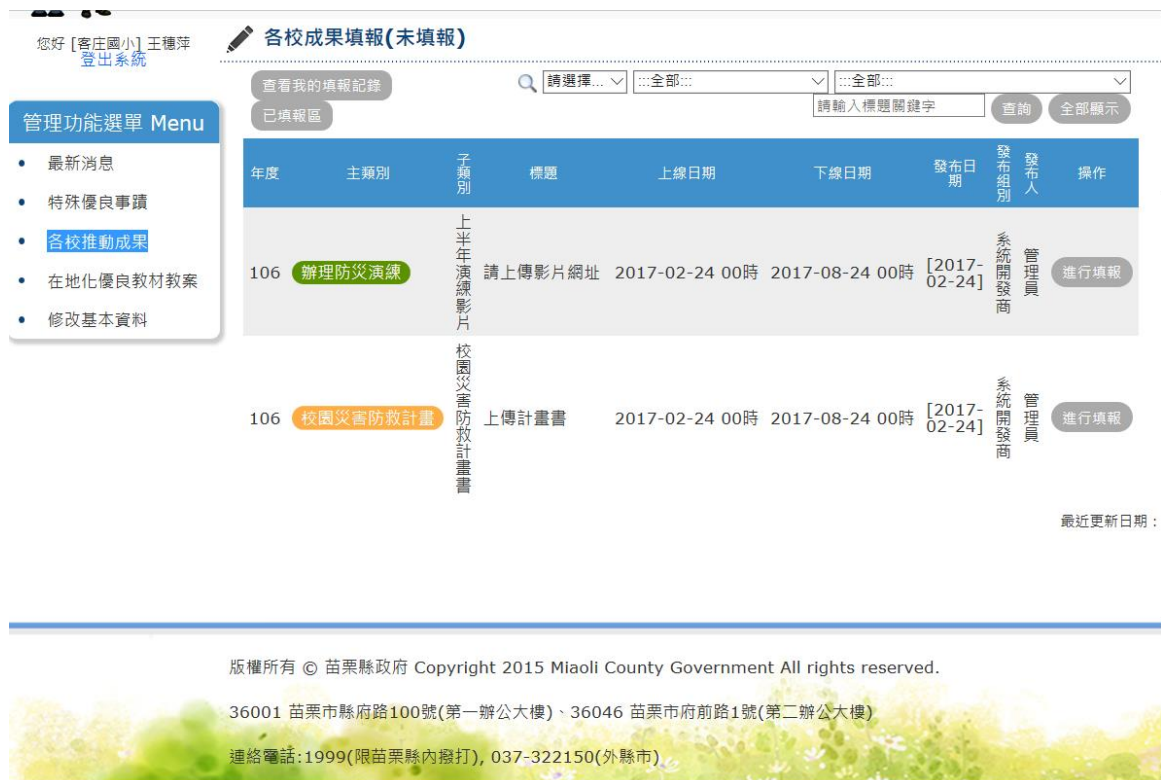 您好 [客庄國小] 王穗萍
登出系統
管理功能選單 Menu
最新消息
特殊優良事蹟
各校推動成果
在地化優良教材教案
修改基本資料
各校成果填報(未填報)
查看我的填報記錄
請選擇... :::全部::: :::全部:::
已填報區
請輸入標題關鍵字 查詢 全部顯示
年度 主類別 子類別 標題 上線日期 下線日期 發布日期 發布組別 發布人 操作
106 辦理防災演練 上半年演練影片 請上傳影片網址 2017-02-24 00時 2017-08-24 00時 [2017-02-24] 系統開發商 管理員 進行填報
106 校園災害防救計畫 校園災害防救計畫書 上傳計畫書 2017-02-24 00時 2017-08-24 00時 [2017-02-24] 系統開發商 管理員 進行填報
最近更新日期：
版權所有 © 苗栗縣政府 Copyright 2015 Miaoli County Government All rights reserved.
36001 苗栗市縣府路100號(第一辦公大樓)、36046 苗栗市府前路1號(第二辦公大樓)
連絡電話:1999(限苗栗縣內撥打), 037-322150(外縣市)